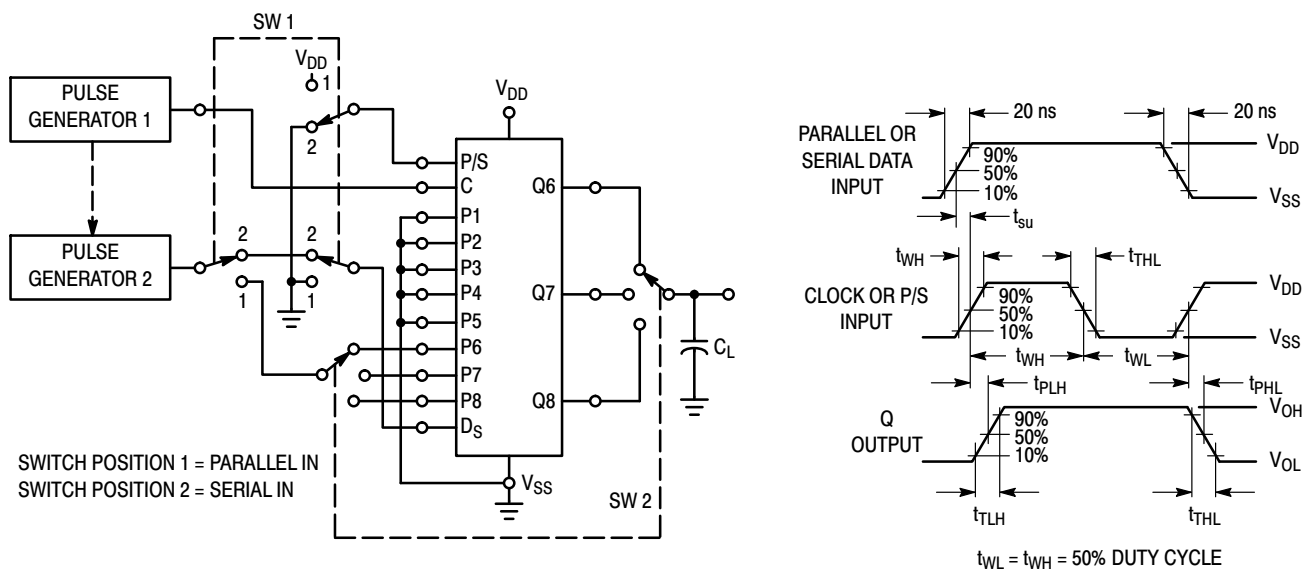 SW 1
V_DD
1
PULSE
GENERATOR 1
2
V_DD
P/S
C
P1
P2
P3
P4
P5
P6
P7
P8
D_S
Q6
Q7
Q8
PULSE
GENERATOR 2
2
2
1
1
C_L
V_SS
SW 2
SWITCH POSITION 1 = PARALLEL IN
SWITCH POSITION 2 = SERIAL IN
20 ns
20 ns
PARALLEL OR
SERIAL DATA
INPUT
90%
50%
10%
V_DD
V_SS
t_su
t_WH
t_THL
CLOCK OR P/S
INPUT
90%
50%
10%
V_DD
V_SS
t_WH
t_WL
t_PLH
t_PHL
Q
OUTPUT
90%
50%
10%
V_OH
V_OL
t_TLH
t_THL
t_WL = t_WH = 50% DUTY CYCLE